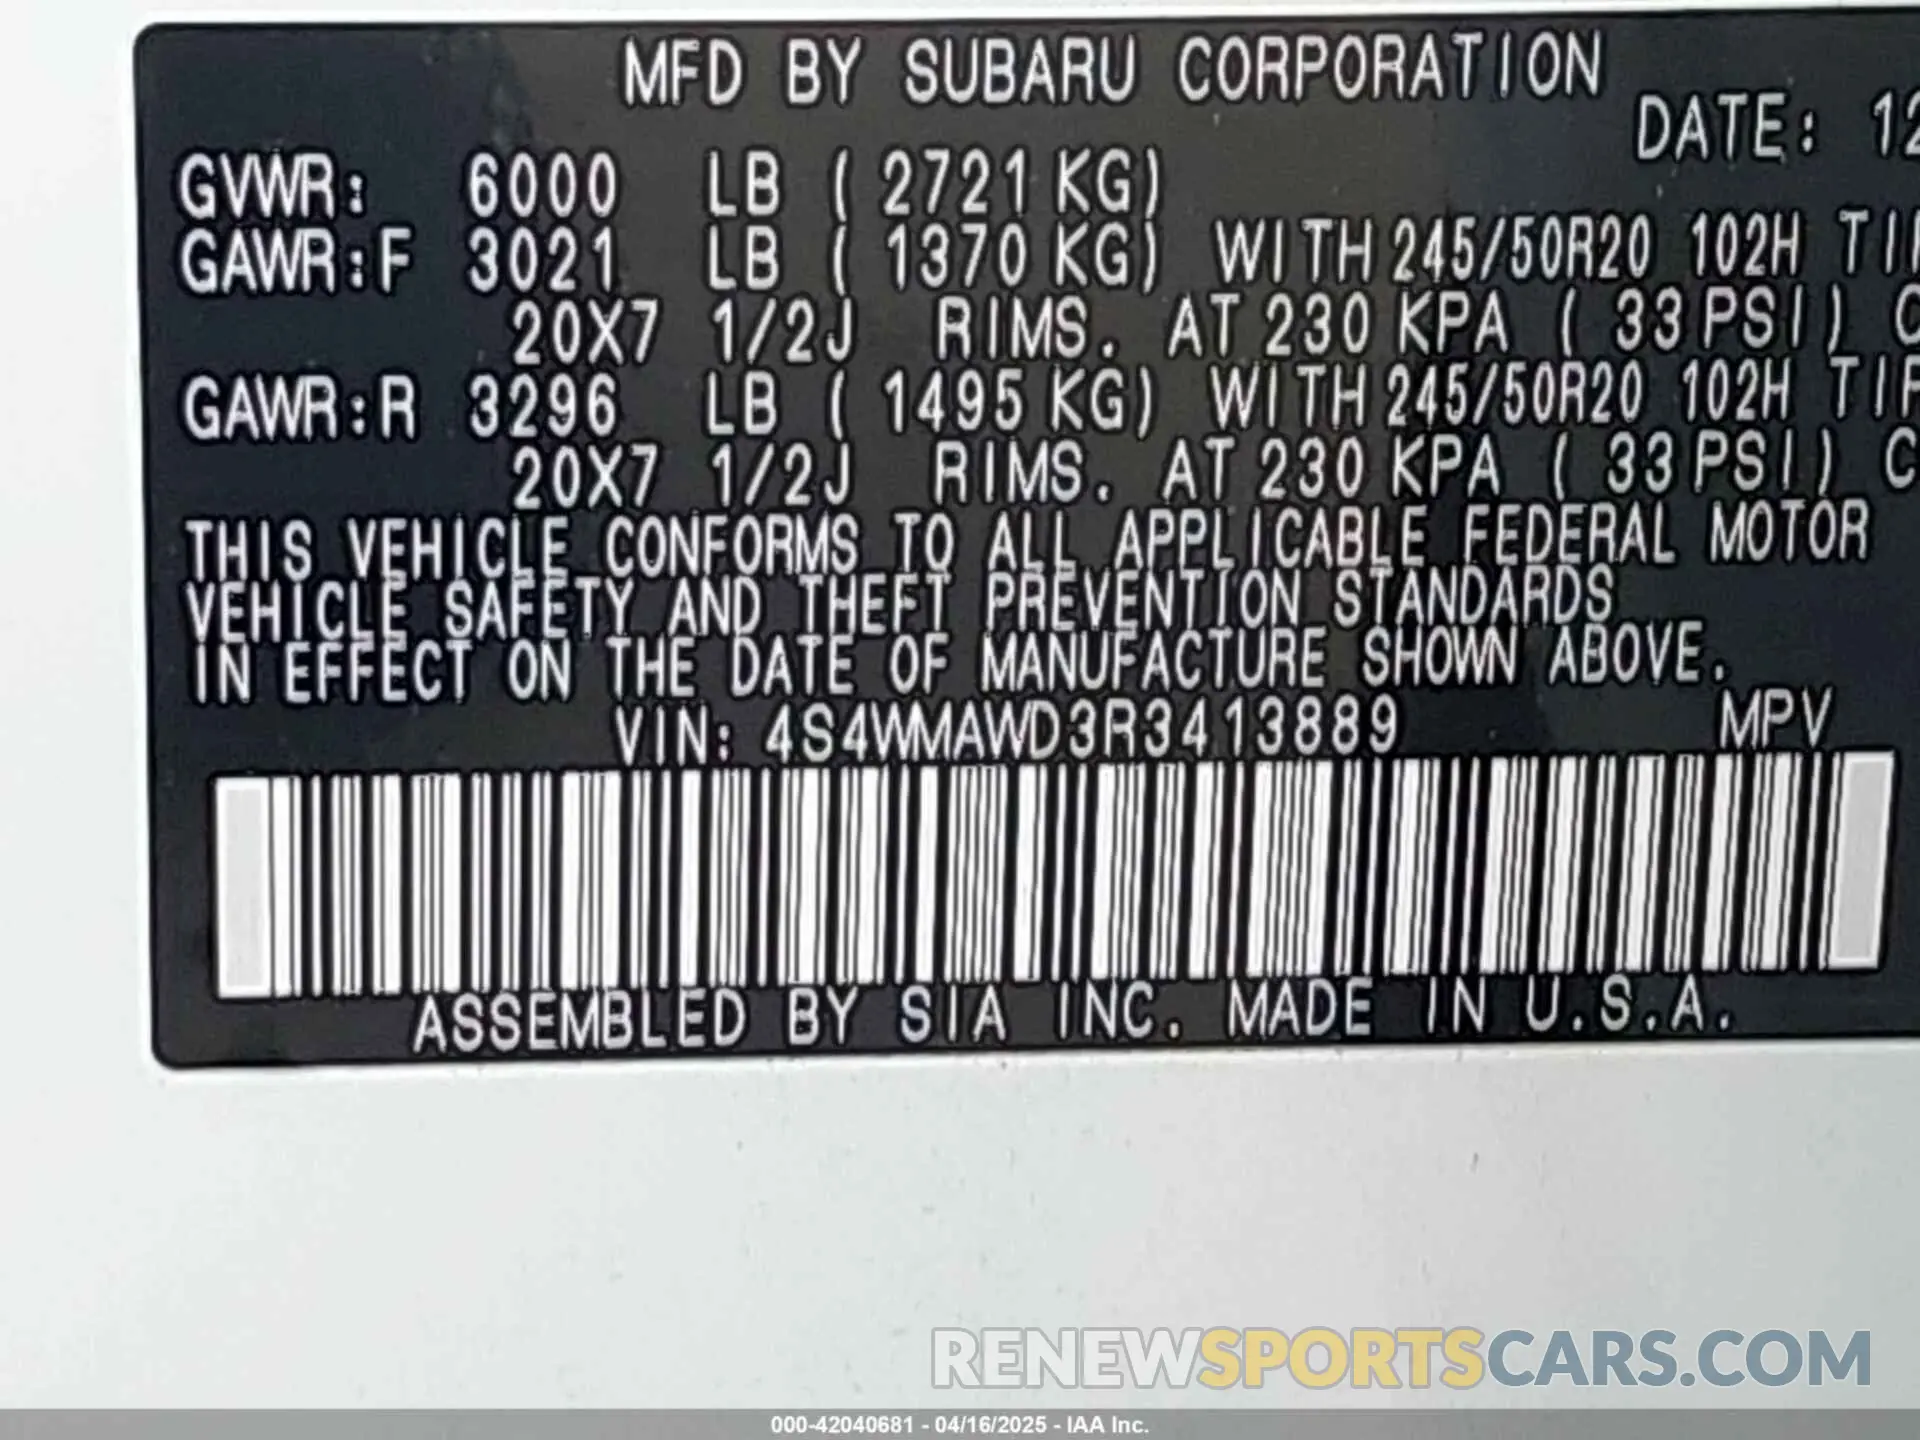 MFD BY SUBARU CORPORATION
DATE: 12
GVWR: 6000 LB ( 2721 KG)
GAWR:F 3021 LB ( 1370 KG) WITH 245/50R20 102H TIR
20X7 1/2J RIMS. AT 230 KPA ( 33 PSI) C
GAWR:R 3296 LB ( 1495 KG) WITH 245/50R20 102H TIR
20X7 1/2J RIMS. AT 230 KPA ( 33 PSI) C
THIS VEHICLE CONFORMS TO ALL APPLICABLE FEDERAL MOTOR
VEHICLE SAFETY AND THEFT PREVENTION STANDARDS
IN EFFECT ON THE DATE OF MANUFACTURE SHOWN ABOVE.
VIN: 4S4WMAWD3R3413889 MPV
ASSEMBLED BY SIA INC. MADE IN U.S.A.
RENEWSPORTSCARS.COM
000-42040681 - 04/16/2025 - IAA Inc.